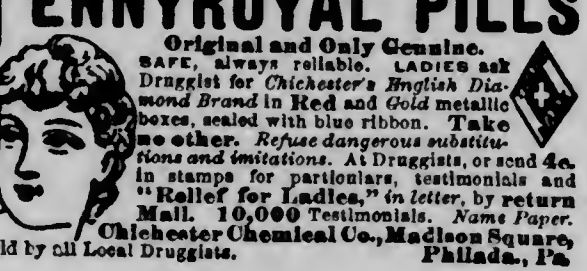 ENNYROYAL PILLS
Original and Only Genuine.
SAFE, always reliable. LADIES ask
Druggist for Chichester's English Dia-
mond Brand in Red and Gold metallic
boxes, sealed with blue ribbon. Take
no other. Refuse dangerous substitu-
tions and imitations. At Druggists, or send 4c.
in stamps for particulars, testimonials and
"Relief for Ladies," in letter, by return
Mail. 10,000 Testimonials. Name Paper.
Chichester Chemical Co., Madison Square,
ld by all Local Druggists. Philada., Pa.